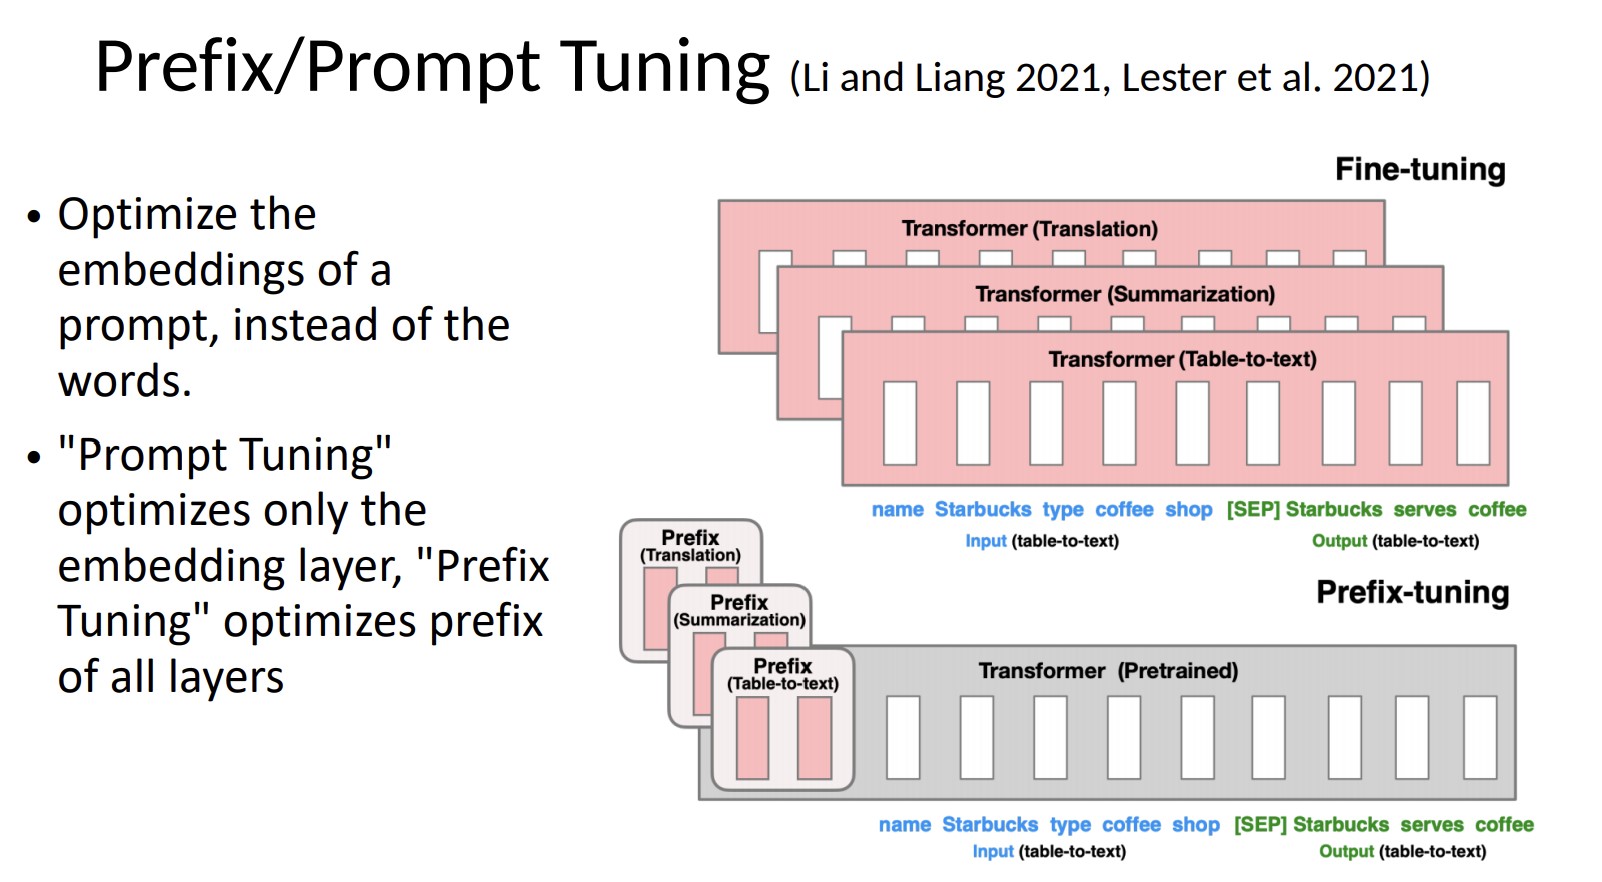 Prefix/Prompt Tuning (Li and Liang 2021, Lester et al. 2021)
• Optimize the
embeddings of a
prompt, instead of the
words.
• "Prompt Tuning"
optimizes only the
embedding layer, "Prefix
Tuning" optimizes prefix
of all layers
Fine-tuning
Transformer (Translation)
Transformer (Summarization)
Transformer (Table-to-text)
name Starbucks type coffee shop [SEP] Starbucks serves coffee
Input (table-to-text) Output (table-to-text)
Prefix
(Translation)
Prefix
(Summarization)
Prefix
(Table-to-text)
Prefix-tuning
Transformer (Pretrained)
name Starbucks type coffee shop [SEP] Starbucks serves coffee
Input (table-to-text) Output (table-to-text)